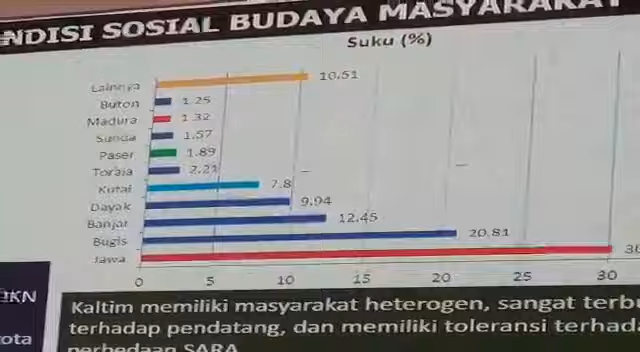 NDISI SOSIAL BUDAYA MASYARAKAT
Suku (%)
Lainnya 10.51
Buton 1.25
Madura 1.32
Sunda 1.57
Paser 1.89
Toraja 2.21
Kutai 7.8
Dayak 9.94
Banjar 12.45
Bugis 20.81
Jawa 30
0 5 10 15 20 25 30
IKN
ota
Kaltim memiliki masyarakat heterogen, sangat terbu
terhadap pendatang, dan memiliki toleransi terhada
perbedaan SARA